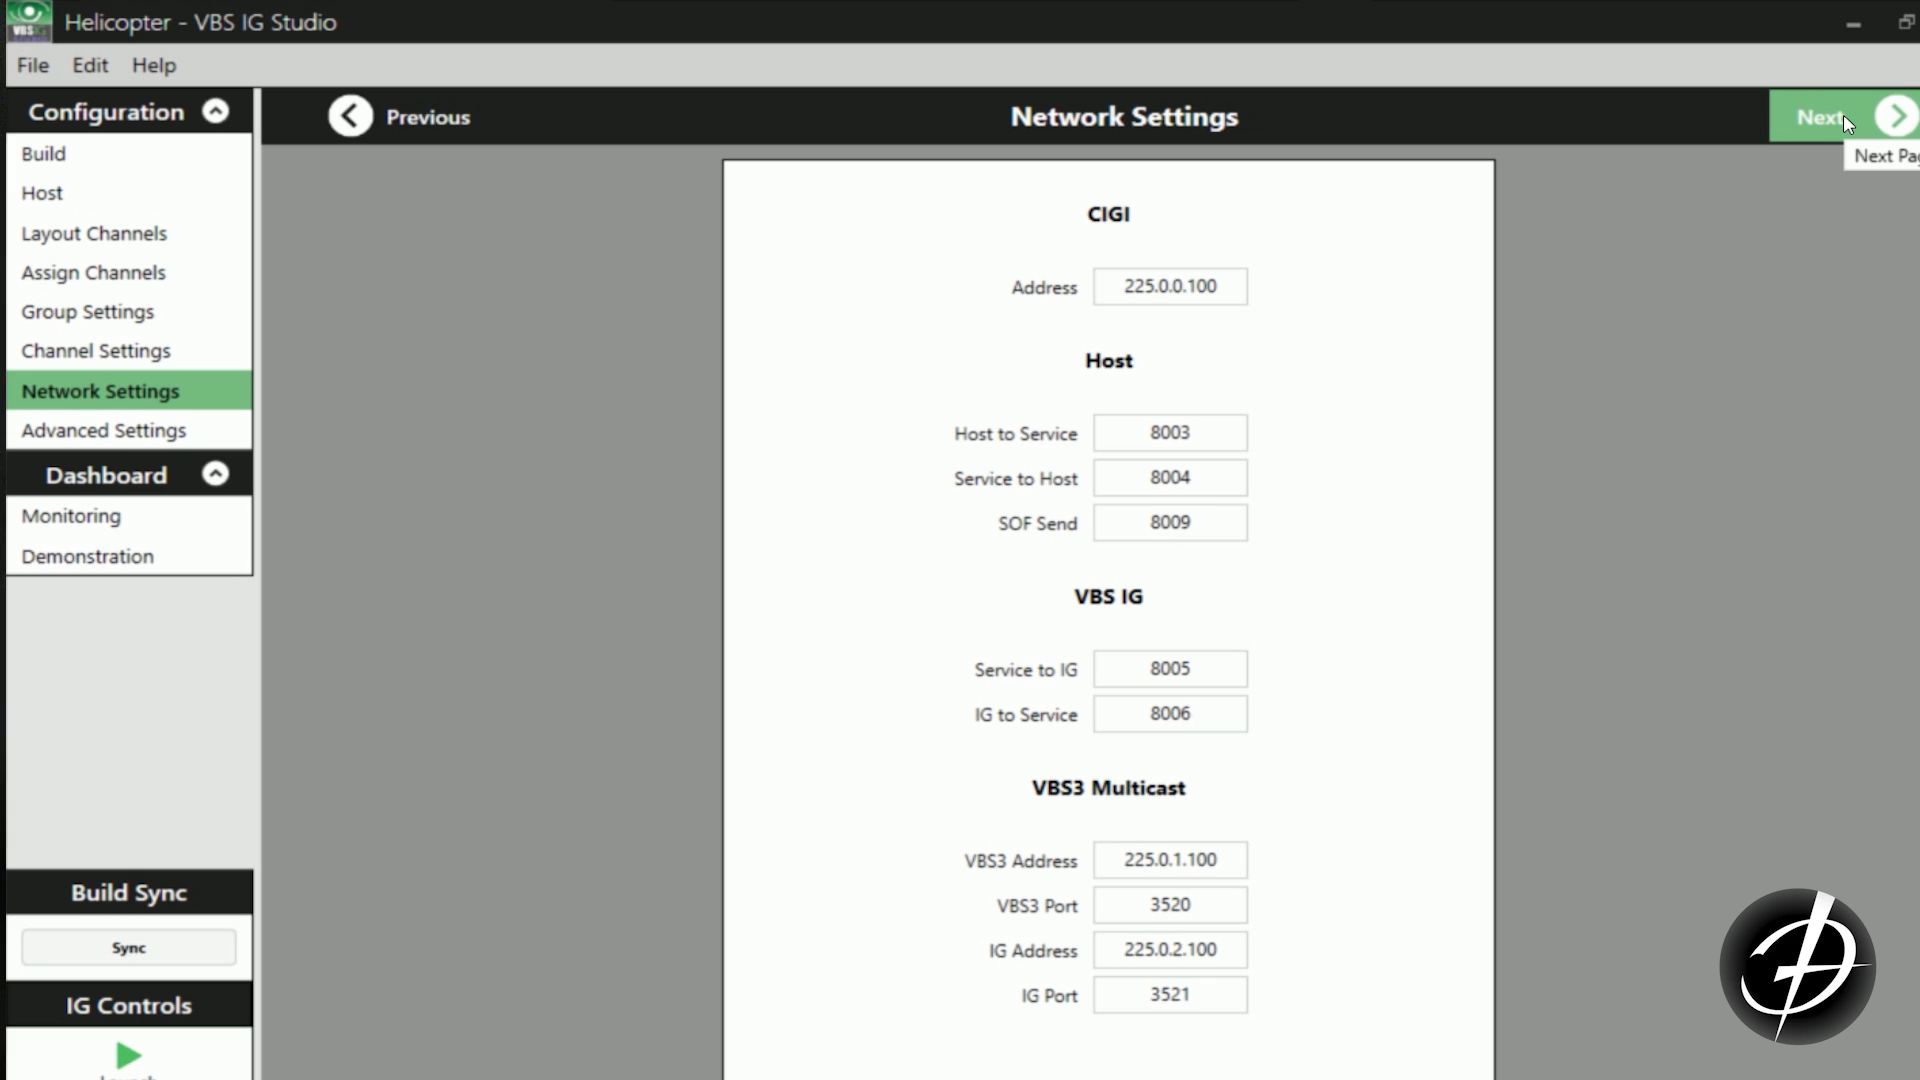 VBS IG
Helicopter - VBS IG Studio
File Edit Help
Configuration
Build
Host
Layout Channels
Assign Channels
Group Settings
Channel Settings
Network Settings
Advanced Settings
Dashboard
Monitoring
Demonstration
Build Sync
Sync
IG Controls
Previous
Network Settings
Next
Next Pag
CIGI
Address 225.0.0.100
Host
Host to Service 8003
Service to Host 8004
SOF Send 8009
VBS IG
Service to IG 8005
IG to Service 8006
VBS3 Multicast
VBS3 Address 225.0.1.100
VBS3 Port 3520
IG Address 225.0.2.100
IG Port 3521